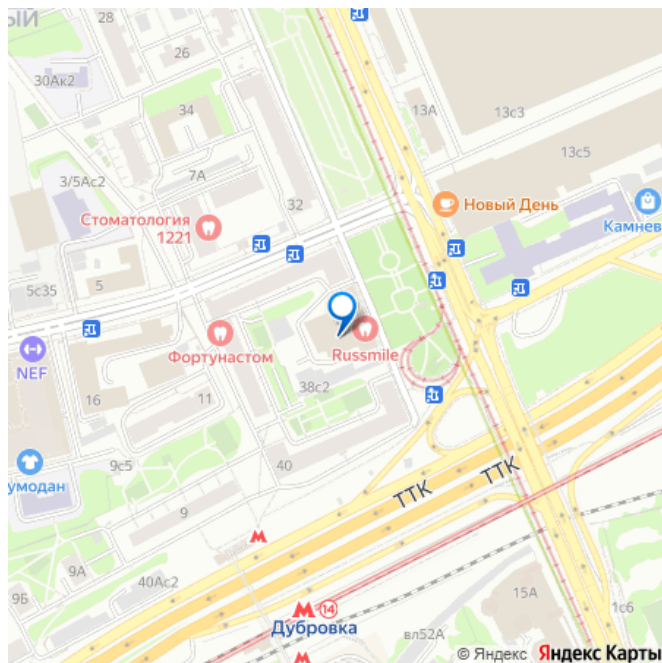 ЫЙ
28
26
30Ак2
34
13А
13с3
13с5
7А
3/5Ас2
32
Стоматология
1221
Новый День
Камнев
5с35
5
Фортунастом
Russmile
NEF
38с2
16
11
9с5
40
умодан
ТТК
ТТК
9
9А
40Ас2
9Б
14
15А
Дубровка
вл52А
1с6
© Яндекс Яндекс Карты